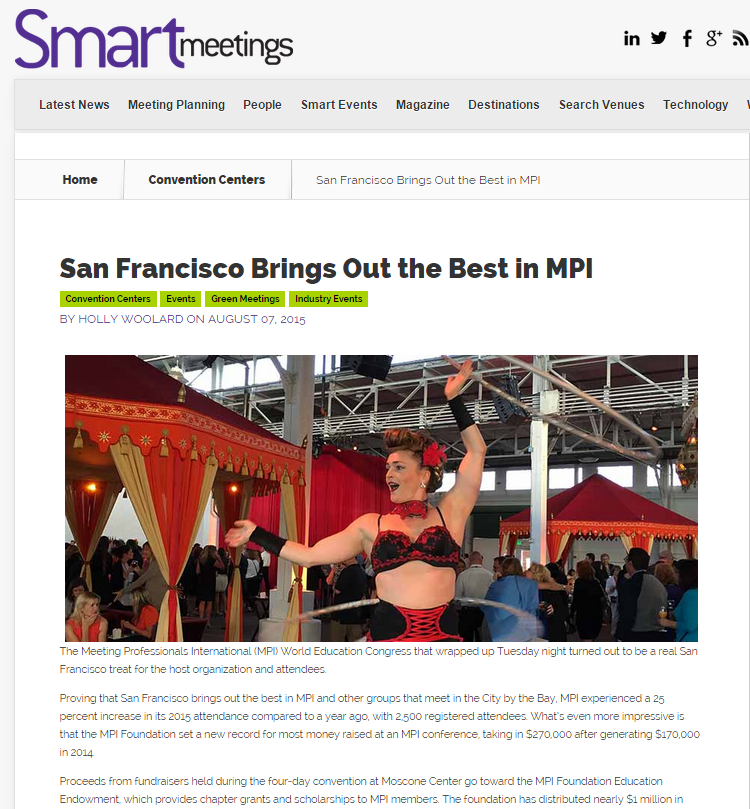 Smart meetings
Latest News Meeting Planning People Smart Events Magazine Destinations Search Venues Technology
Home Convention Centers San Francisco Brings Out the Best in MPI
San Francisco Brings Out the Best in MPI
Convention Centers Events Green Meetings Industry Events
BY HOLLY WOOLARD ON AUGUST 07, 2015
The Meeting Professionals International (MPI) World Education Congress that wrapped up Tuesday night turned out to be a real San
Francisco treat for the host organization and attendees.
Proving that San Francisco brings out the best in MPI and other groups that meet in the City by the Bay, MPI experienced a 25
percent increase in its 2015 attendance compared to a year ago, with 2,500 registered attendees. What's even more impressive is
that the MPI Foundation set a new record for most money raised at an MPI conference, taking in $270,000 after generating $170,000
in 2014.
Proceeds from fundraisers held during the four-day convention at Moscone Center go toward the MPI Foundation Education
Endowment, which provides chapter grants and scholarships to MPI members. The foundation has distributed nearly $1 million in